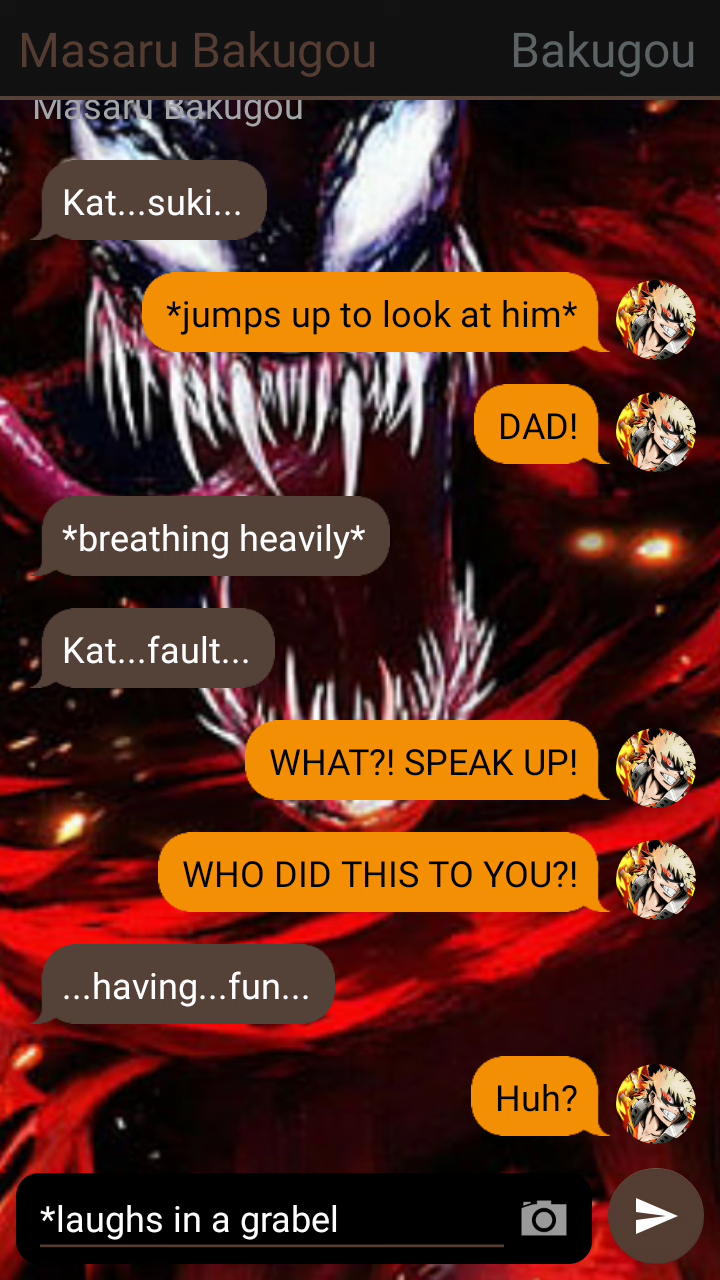 Masaru Bakugou
Bakugou
Masaru Bakugou
Kat...suki...
*jumps up to look at him*
DAD!
*breathing heavily*
Kat...fault...
WHAT?! SPEAK UP!
WHO DID THIS TO YOU?!
...having...fun...
Huh?
*laughs in a grabel